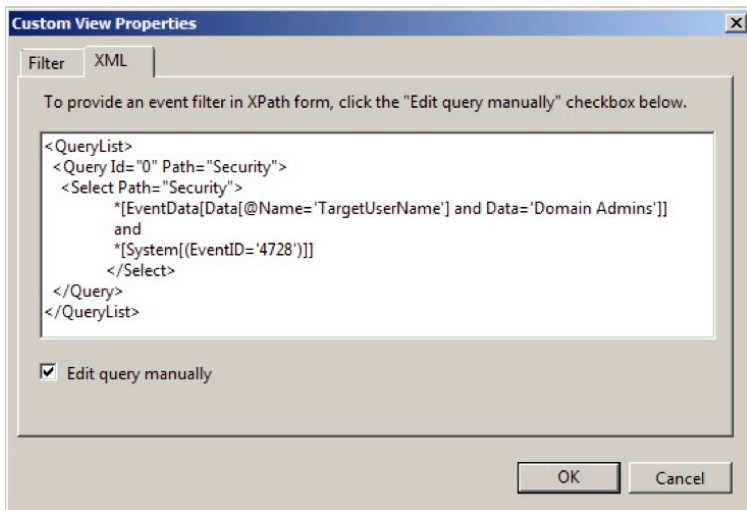 Custom View Properties
Filter
XML
To provide an event filter in XPath form, click the "Edit query manually" checkbox below.
<QueryList>
<Query Id="0" Path="Security">
<Select Path="Security">
*[EventData[Data[@Name='TargetUserName'] and Data='Domain Admins']]
and
*[System[(EventID='4728')]]
</Select>
</Query>
</QueryList>
Edit query manually
OK
Cancel